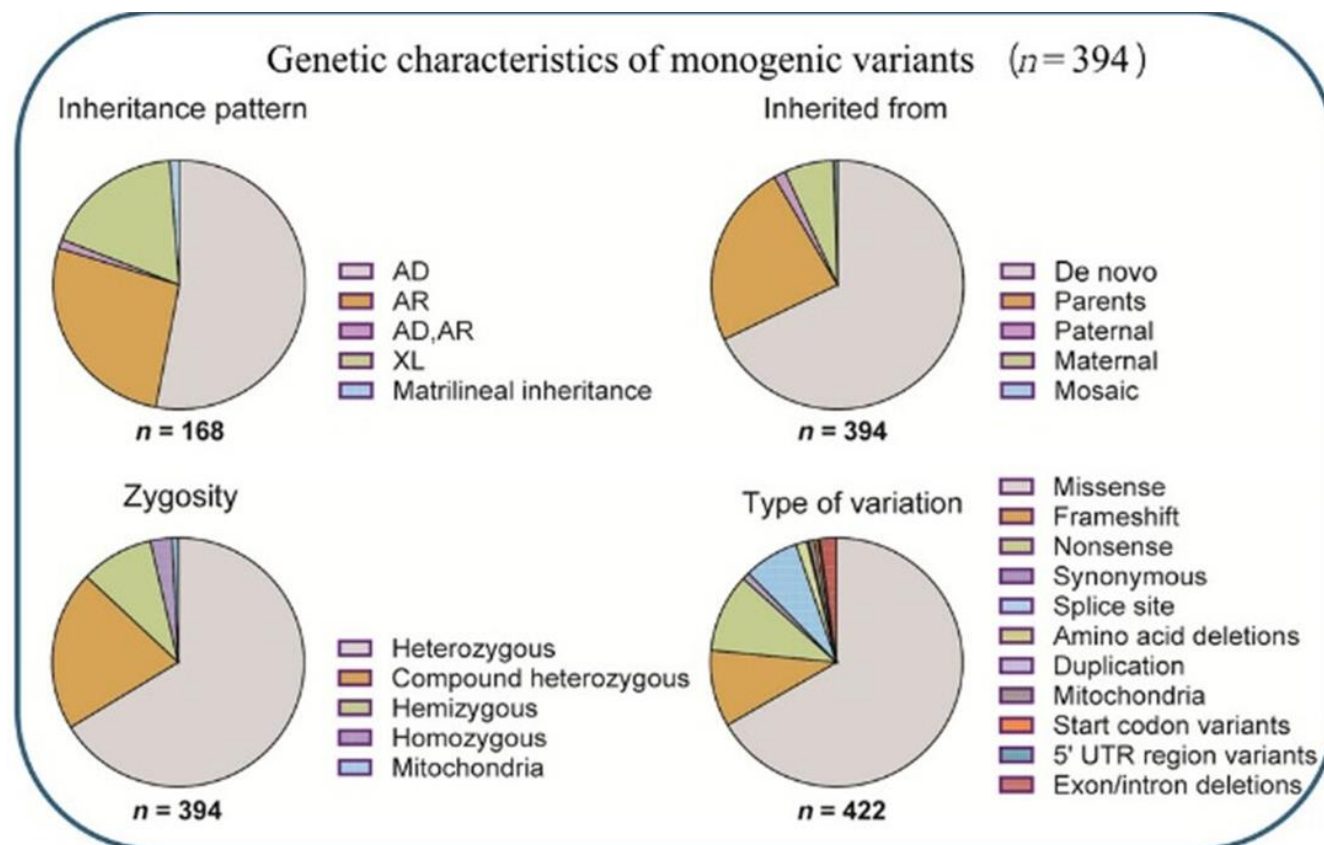 Genetic characteristics of monogenic variants (n=394)
Inheritance pattern
AD
AR
AD,AR
XL
Matrilineal inheritance
n = 168
Inherited from
De novo
Parents
Paternal
Maternal
Mosaic
n = 394
Zygosity
Heterozygous
Compound heterozygous
Hemizygous
Homozygous
Mitochondria
n = 394
Type of variation
Missense
Frameshift
Nonsense
Synonymous
Splice site
Amino acid deletions
Duplication
Mitochondria
Start codon variants
5' UTR region variants
Exon/intron deletions
n = 422